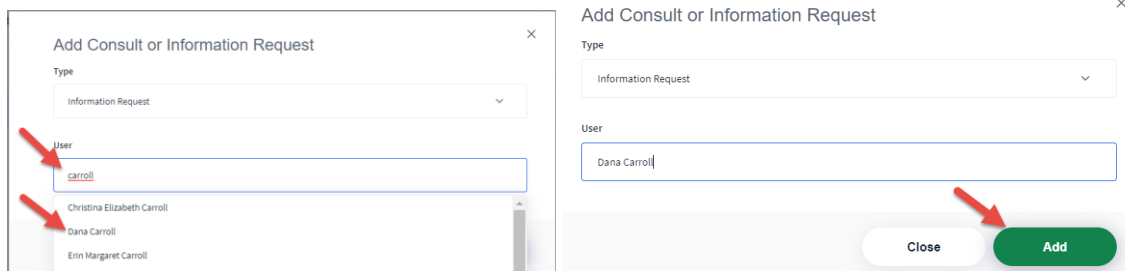 Add Consult or Information Request
Type
Information Request
User
carroll
Christina Elizabeth Carroll
Dana Carroll
Erin Margaret Carroll
Add Consult or Information Request
Type
Information Request
User
Dana Carroll
Close
Add